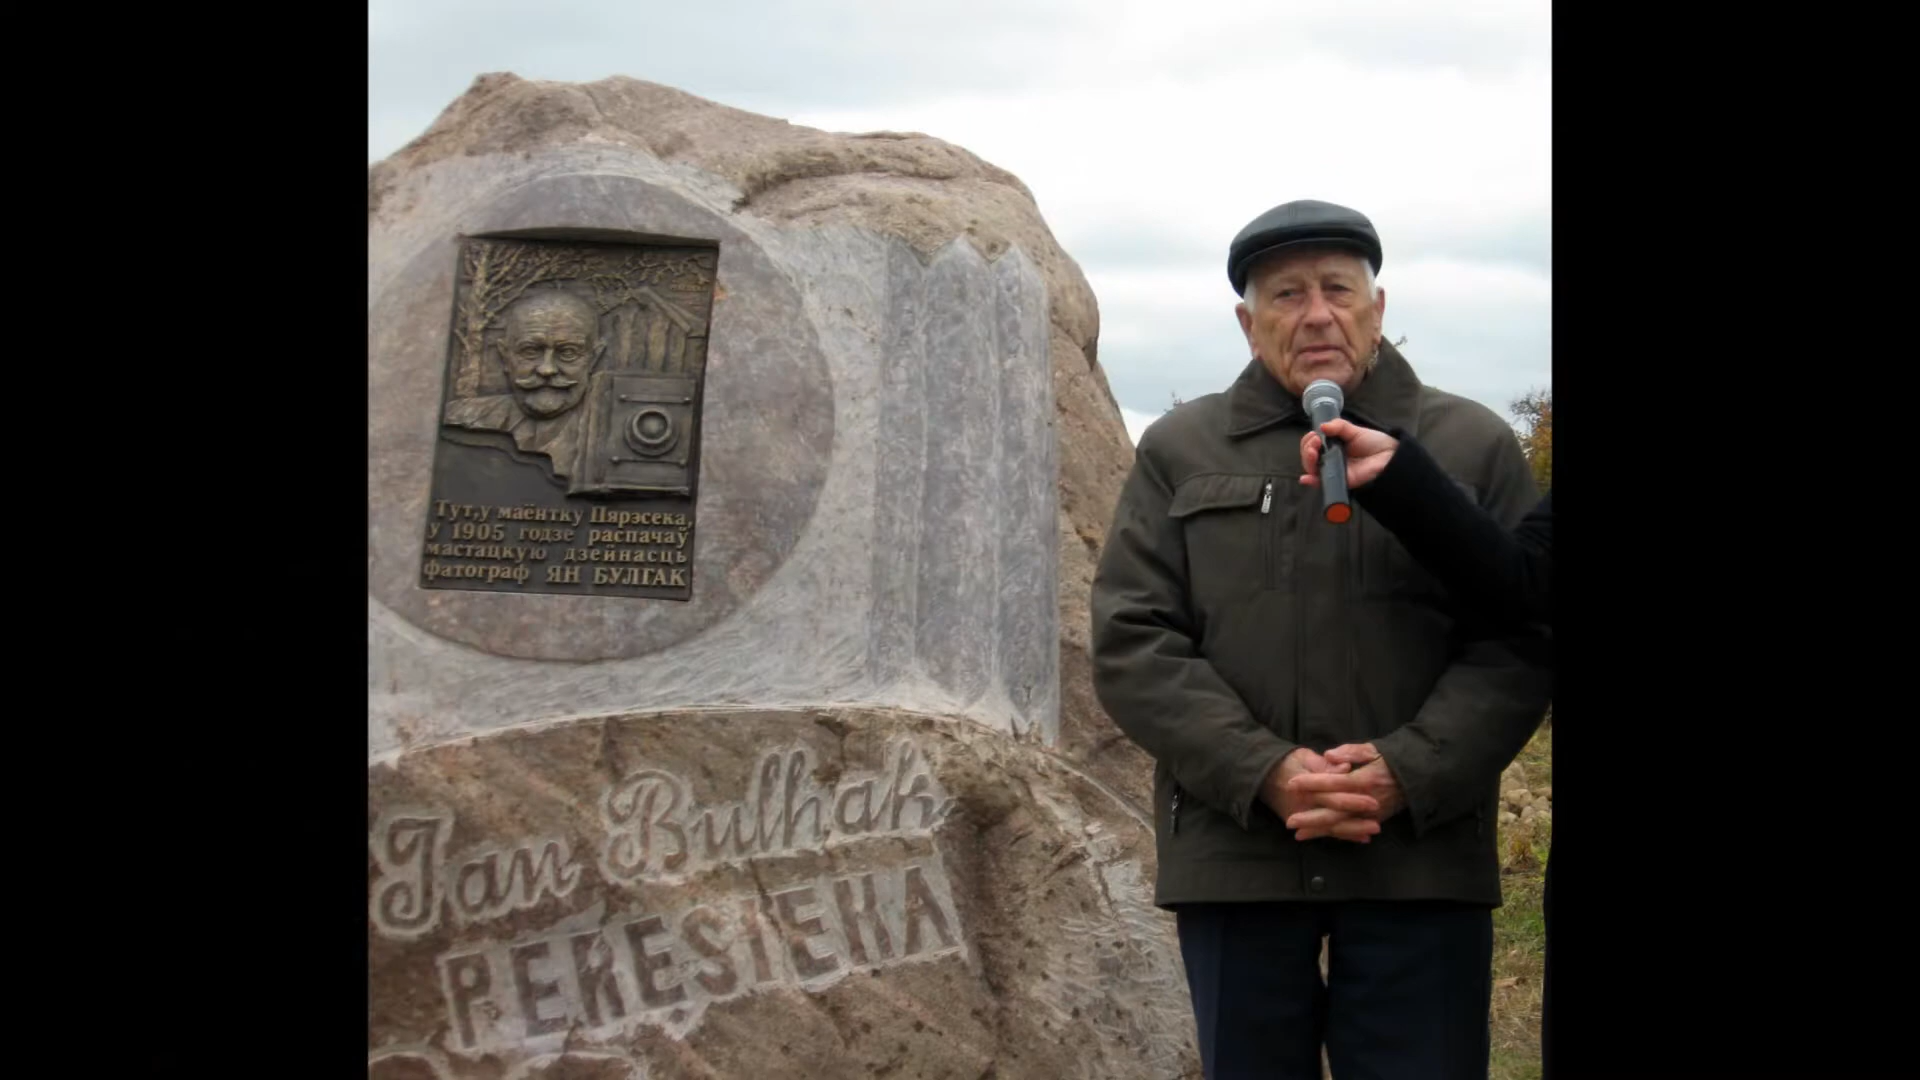 Тут, у маёнтку Пярэсека,
у 1905 годзе распачаў
мастацкую дзейнасць
фатограф ЯН БУЛГАК
Jan Bulhak
PERESIEKA